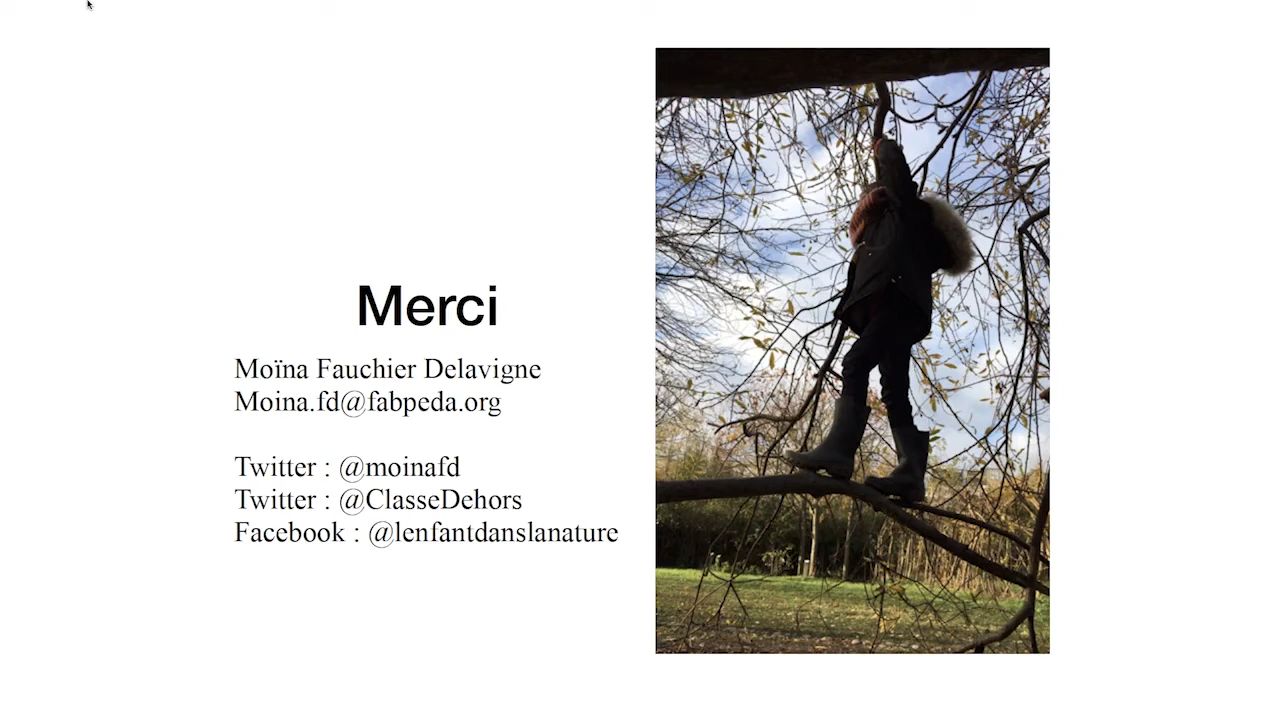 Merci
Moïna Fauchier Delavigne
Moina.fd@fabpeda.org
Twitter : @moinafd
Twitter : @ClasseDehors
Facebook : @lenfantdanslanature